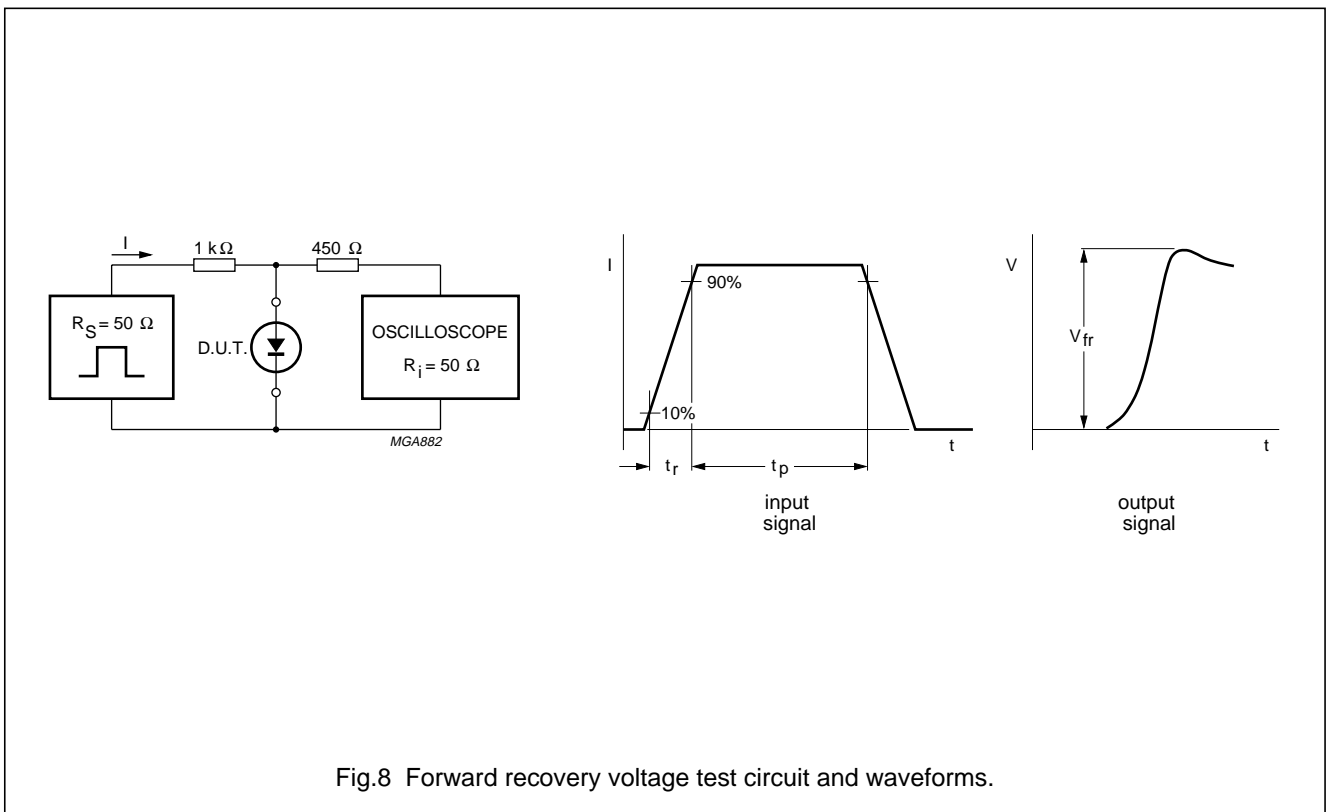 I
1 kΩ
450 Ω
R_S = 50 Ω
D.U.T.
OSCILLOSCOPE
R_i = 50 Ω
MGA882
I
90%
10%
t
t_r
t_p
input
signal
V
V_fr
t
output
signal
Fig.8 Forward recovery voltage test circuit and waveforms.